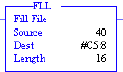 FLL
Fill File
Source 40
Dest #C5:8
Length 16